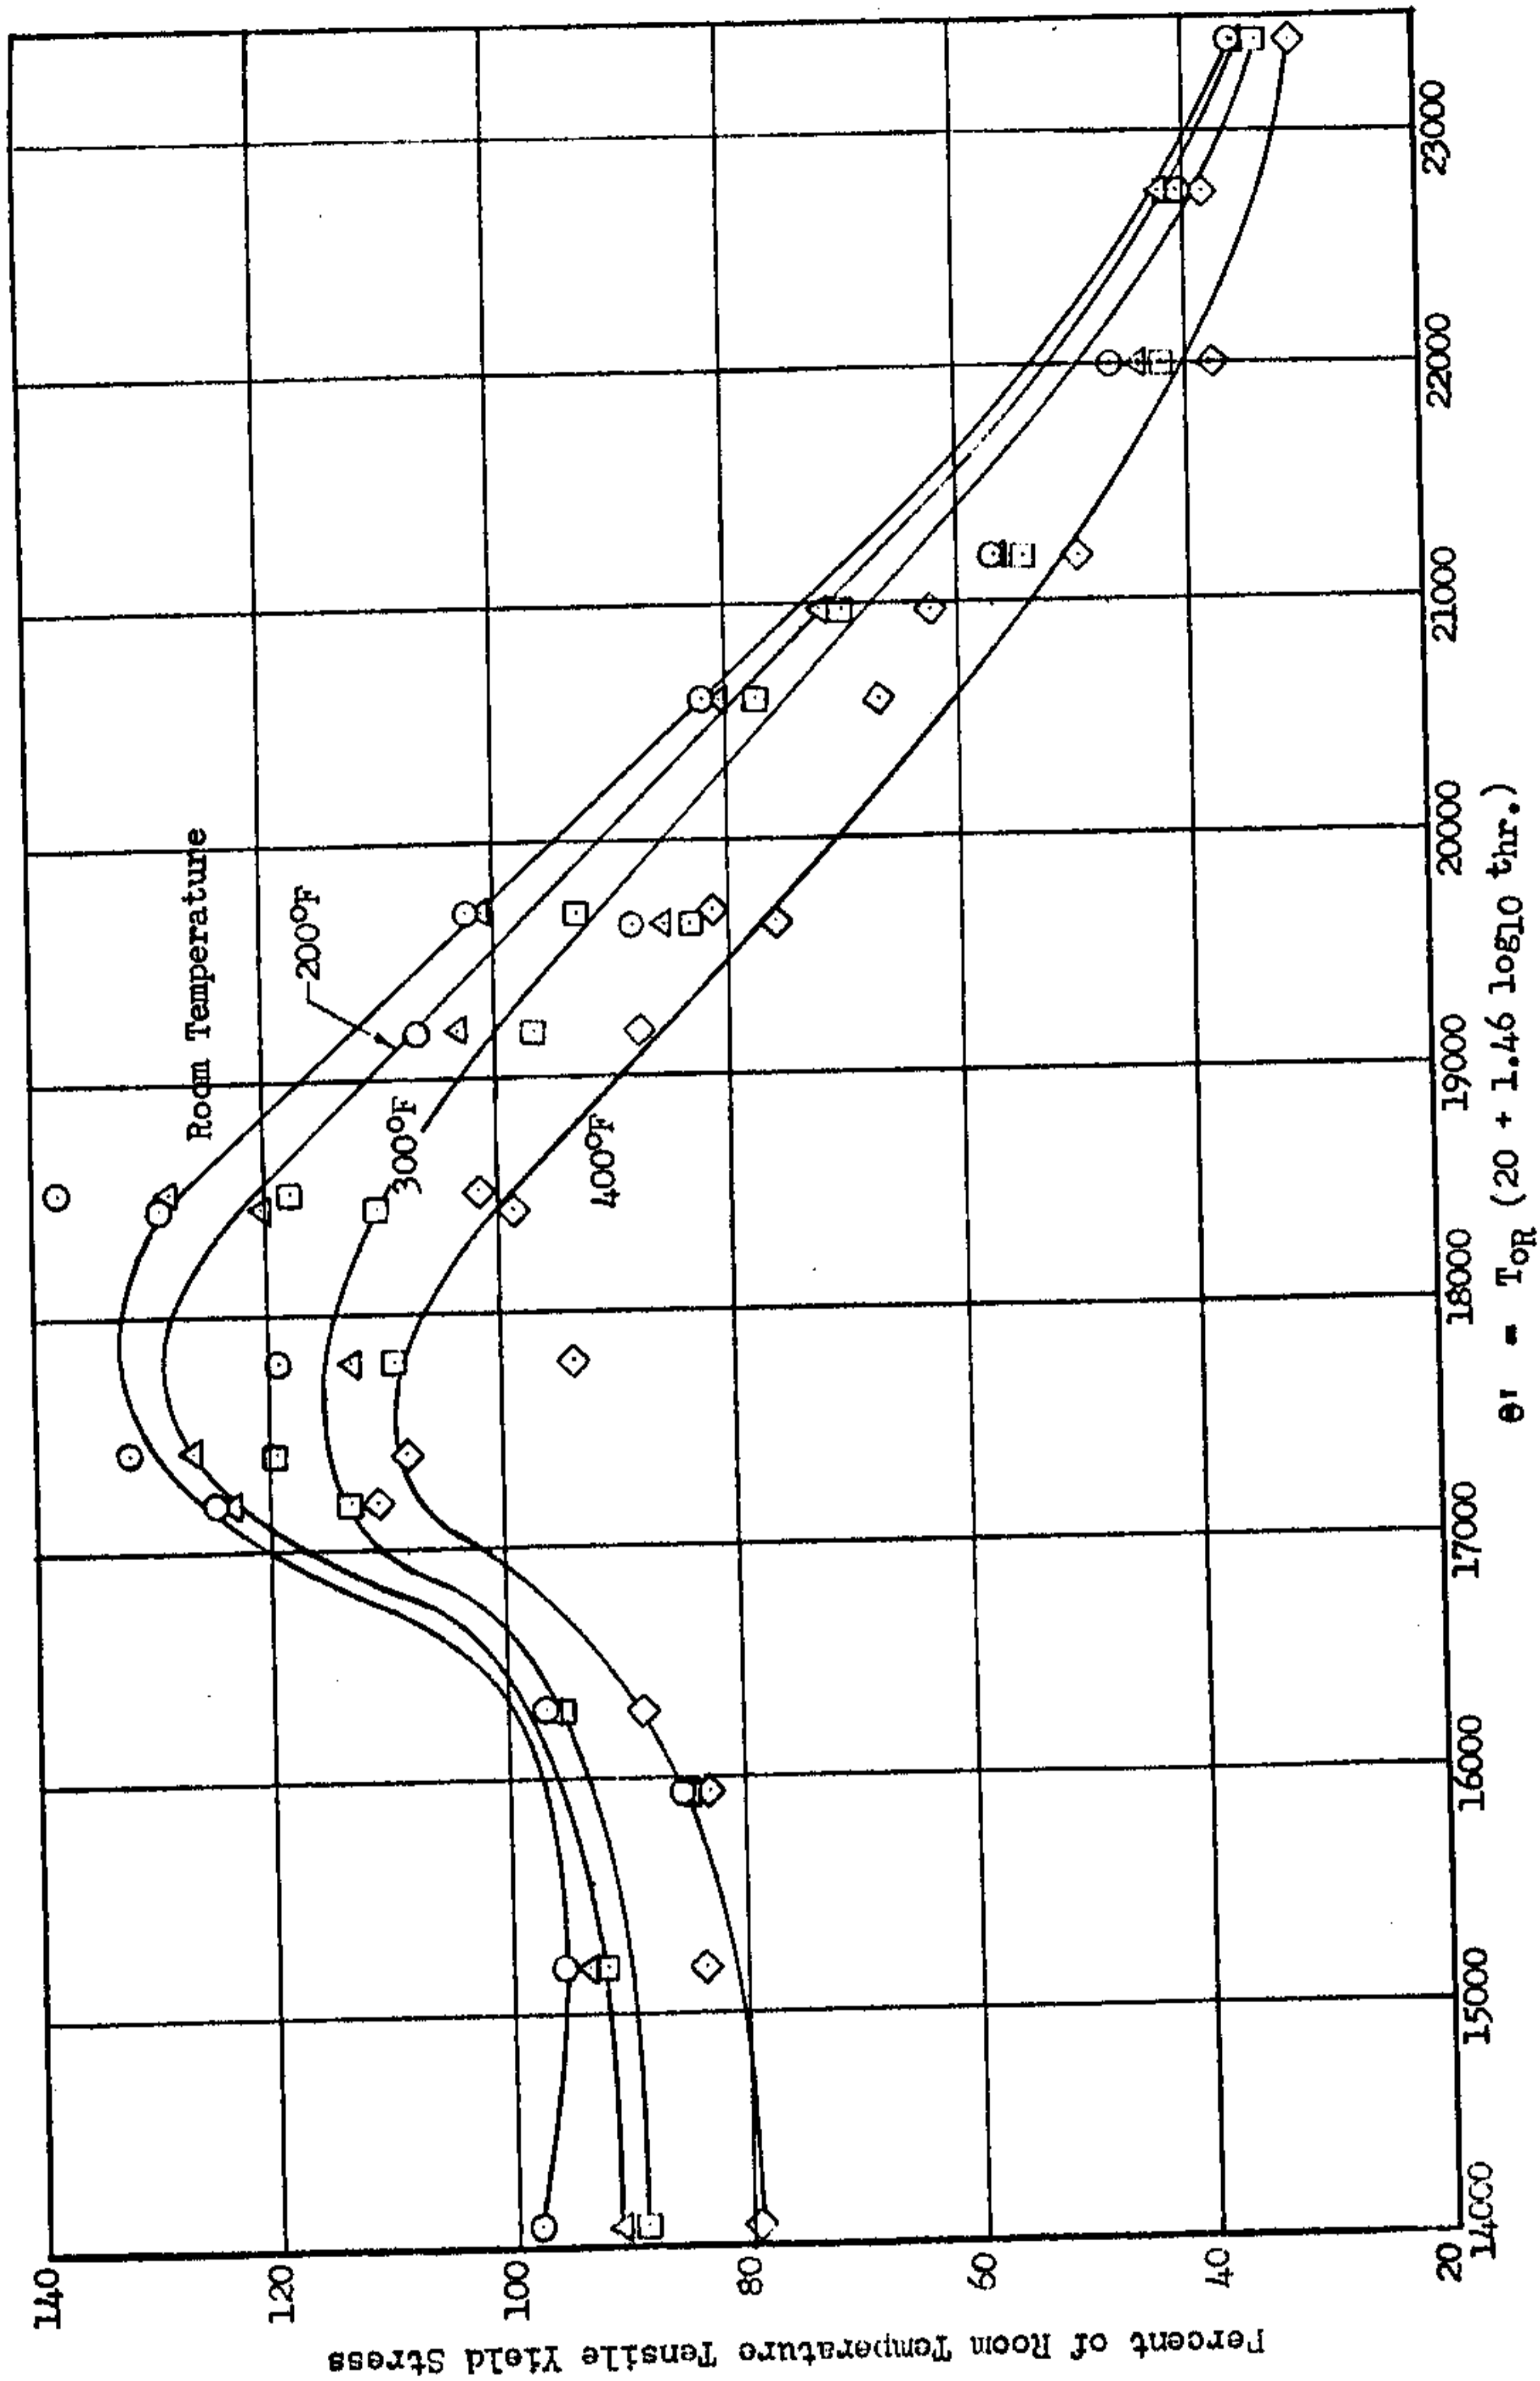 Percent of Room Temperature Tensile Yield Stress
140
120
100
80
60
40
20
Room Temperature
200°F
300°F
400°F
14000
15000
16000
17000
18000
19000
20000
21000
22000
23000
θ' = T°R (20 + 1.46 log10 thr.)